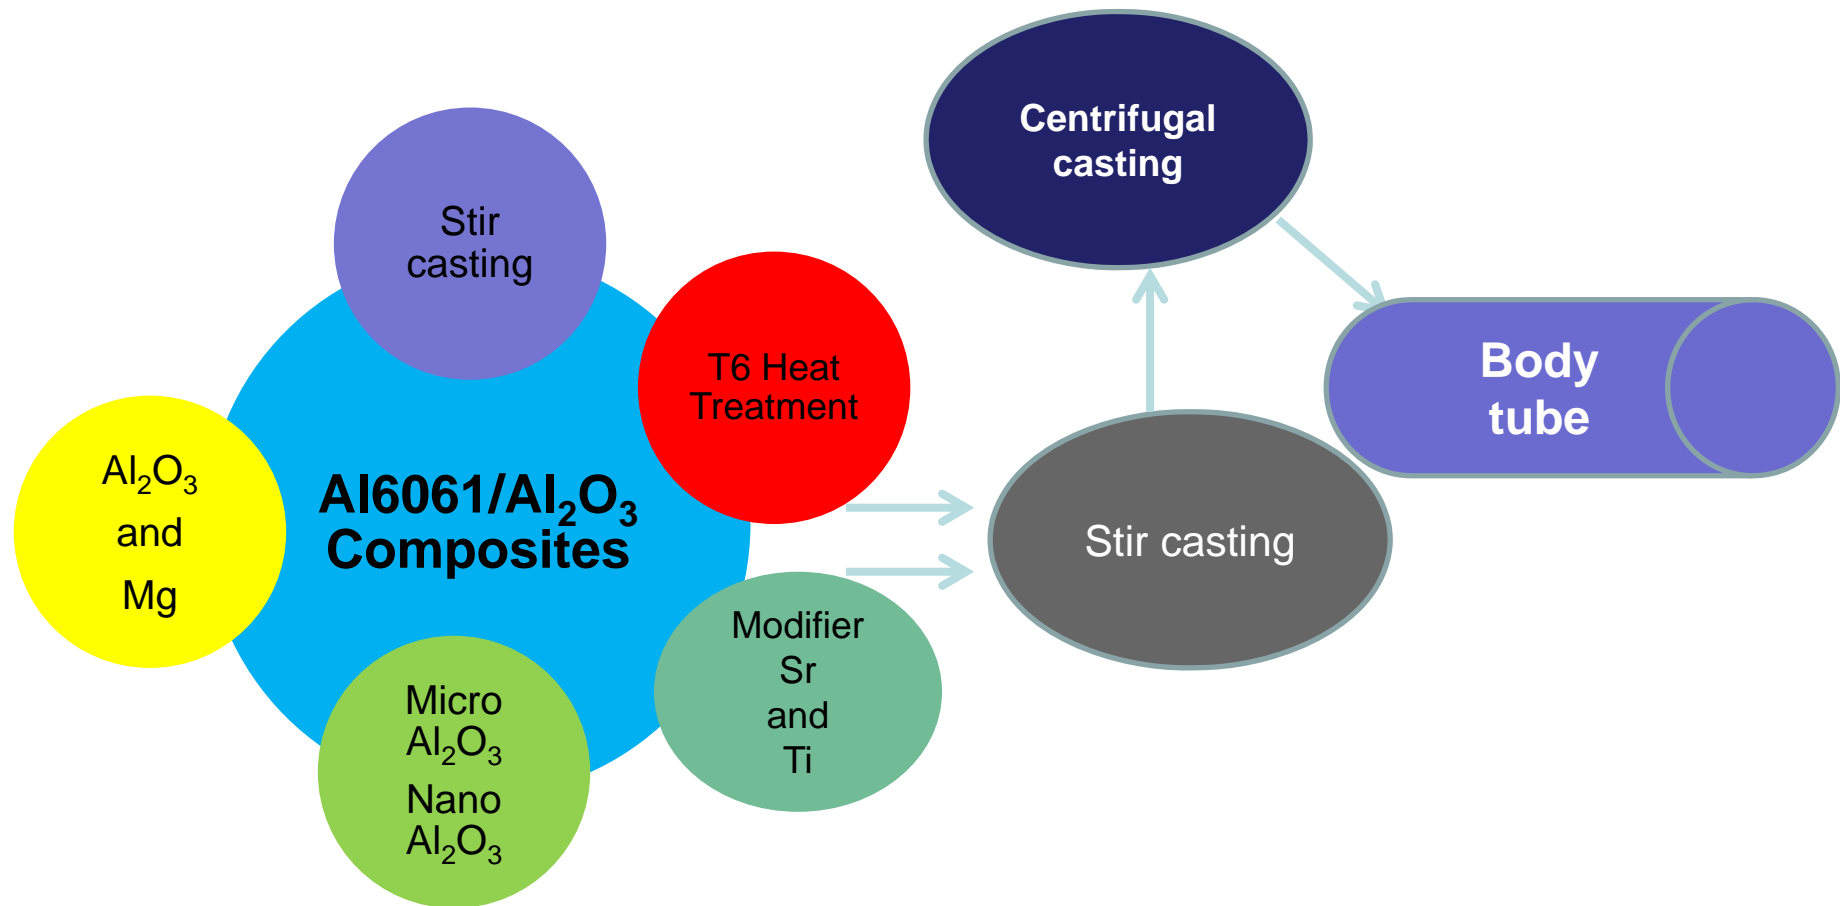 Stir
casting
T6 Heat
Treatment
Al₂O₃
and
Mg
Al6061/Al₂O₃
Composites
Micro
Al₂O₃
Nano
Al₂O₃
Modifier
Sr
and
Ti
Stir casting
Centrifugal
casting
Body
tube